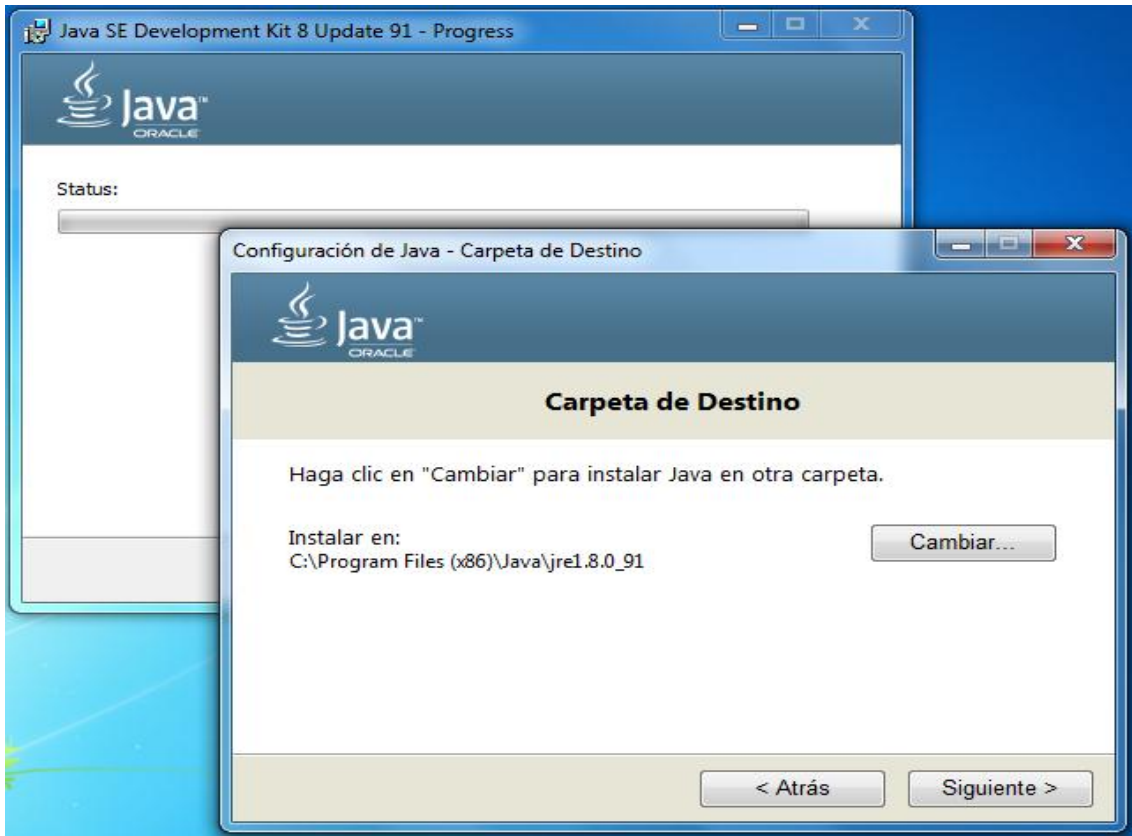 Java SE Development Kit 8 Update 91 - Progress
Java™
ORACLE
Status:
Configuración de Java - Carpeta de Destino
Java™
ORACLE
Carpeta de Destino
Haga clic en "Cambiar" para instalar Java en otra carpeta.
Instalar en:
C:\Program Files (x86)\Java\jre1.8.0_91
Cambiar...
< Atrás
Siguiente >